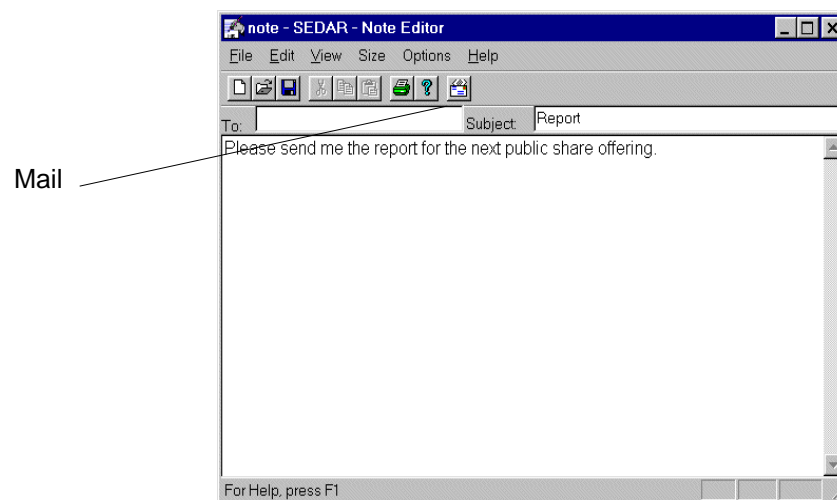 note - SEDAR - Note Editor
File Edit View Size Options Help
To: Subject: Report
Please send me the report for the next public share offering.
Mail
For Help, press F1